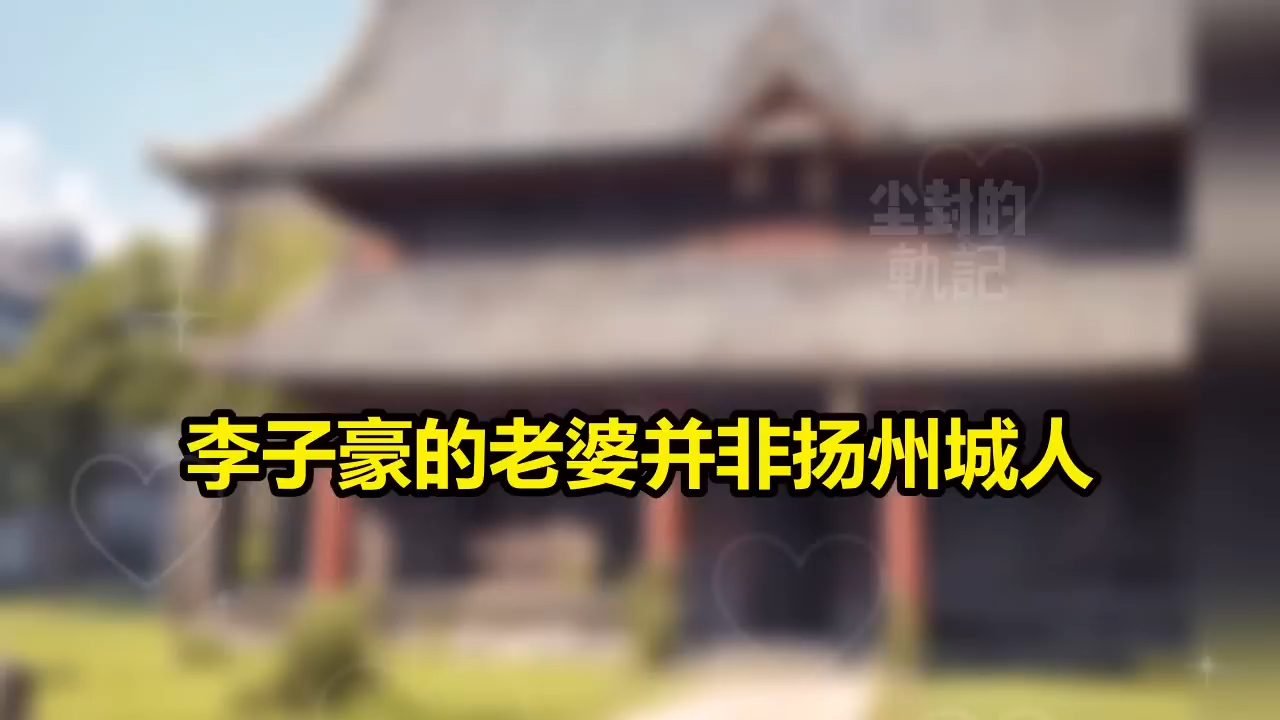 尘封的
軌記
李子豪的老婆并非扬州城人